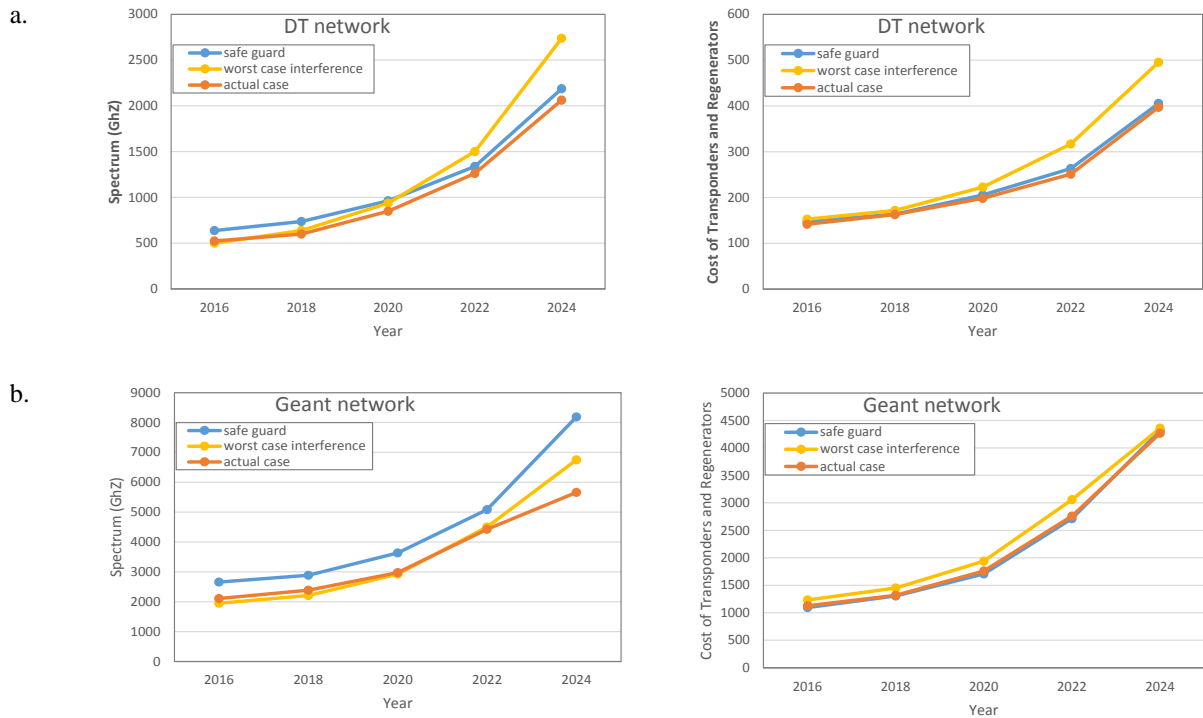 a.
DT network
safe guard
worst case interference
actual case
3000
2500
2000
1500
1000
500
0
Spectrum (GhZ)
2016 2018 2020 2022 2024
Year
DT network
safe guard
worst case interference
actual case
600
500
400
300
200
100
0
Cost of Transponders and Regenerators
2016 2018 2020 2022 2024
Year
b.
Geant network
safe guard
worst case interference
actual case
9000
8000
7000
6000
5000
4000
3000
2000
1000
0
Spectrum (GhZ)
2016 2018 2020 2022 2024
Year
Geant network
safe guard
worst case interference
actual case
5000
4500
4000
3500
3000
2500
2000
1500
1000
500
0
Cost of Transponders and Regenerators
2016 2018 2020 2022 2024
Year